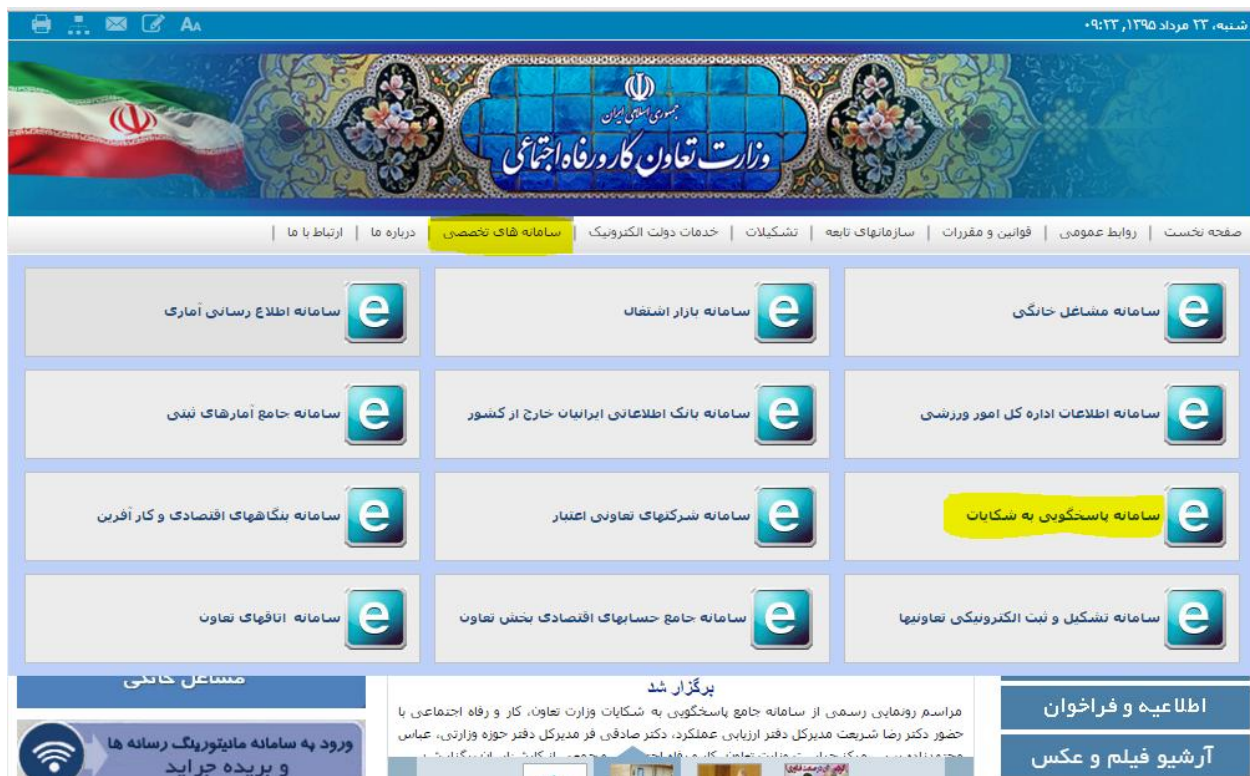 شنبه، ۲۳ مرداد ۱۳۹۵, ۰۹:۲۳
AA
جمهوری اسلامی ایران
وزارت تعاون کار و رفاه اجتماعی
صفحه نخست | روابط عمومی | قوانین و مقررات | سازمانهای تابعه | تشکیلات | خدمات دولت الکترونیک | سامانه های تخصصی | درباره ما | ارتباط با ما |
سامانه مشاغل خانگی
سامانه بازار اشتغال
سامانه اطلاع رسانی آماری
سامانه اطلاعات اداره کل امور ورزشی
سامانه بانک اطلاعاتی ایرانیان خارج از کشور
سامانه جامع آمارهای ثبتی
سامانه پاسخگویی به شکایات
سامانه شرکتهای تعاونی اعتبار
سامانه بنگاههای اقتصادی و کار آفرین
سامانه تشکیل و ثبت الکترونیکی تعاونیها
سامانه جامع حسابهای اقتصادی بخش تعاون
سامانه اتاقهای تعاون
اطلاعیه و فراخوان
آرشیو فیلم و عکس
برگزار شد
مراسم رونمایی رسمی از سامانه جامع پاسخگویی به شکایات وزارت تعاون، کار و رفاه اجتماعی با
حضور دکتر رضا شریعت مدیرکل دفتر ارزیابی عملکرد، دکتر صادقی فر مدیرکل دفتر حوزه وزارتی، عباس
مشاغل خانگی
ورود به سامانه مانیتورینگ رسانه ها
و بریده جراید